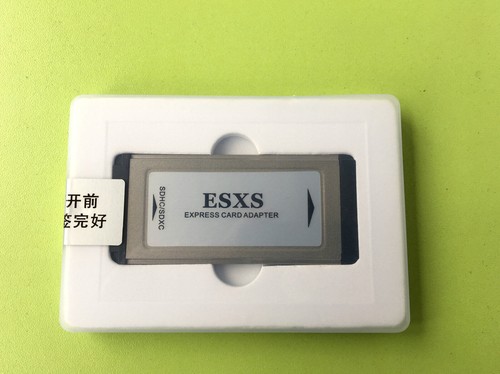 开前
签完好
SDHC/SDXC
ESXS
EXPRESS CARD ADAPTER